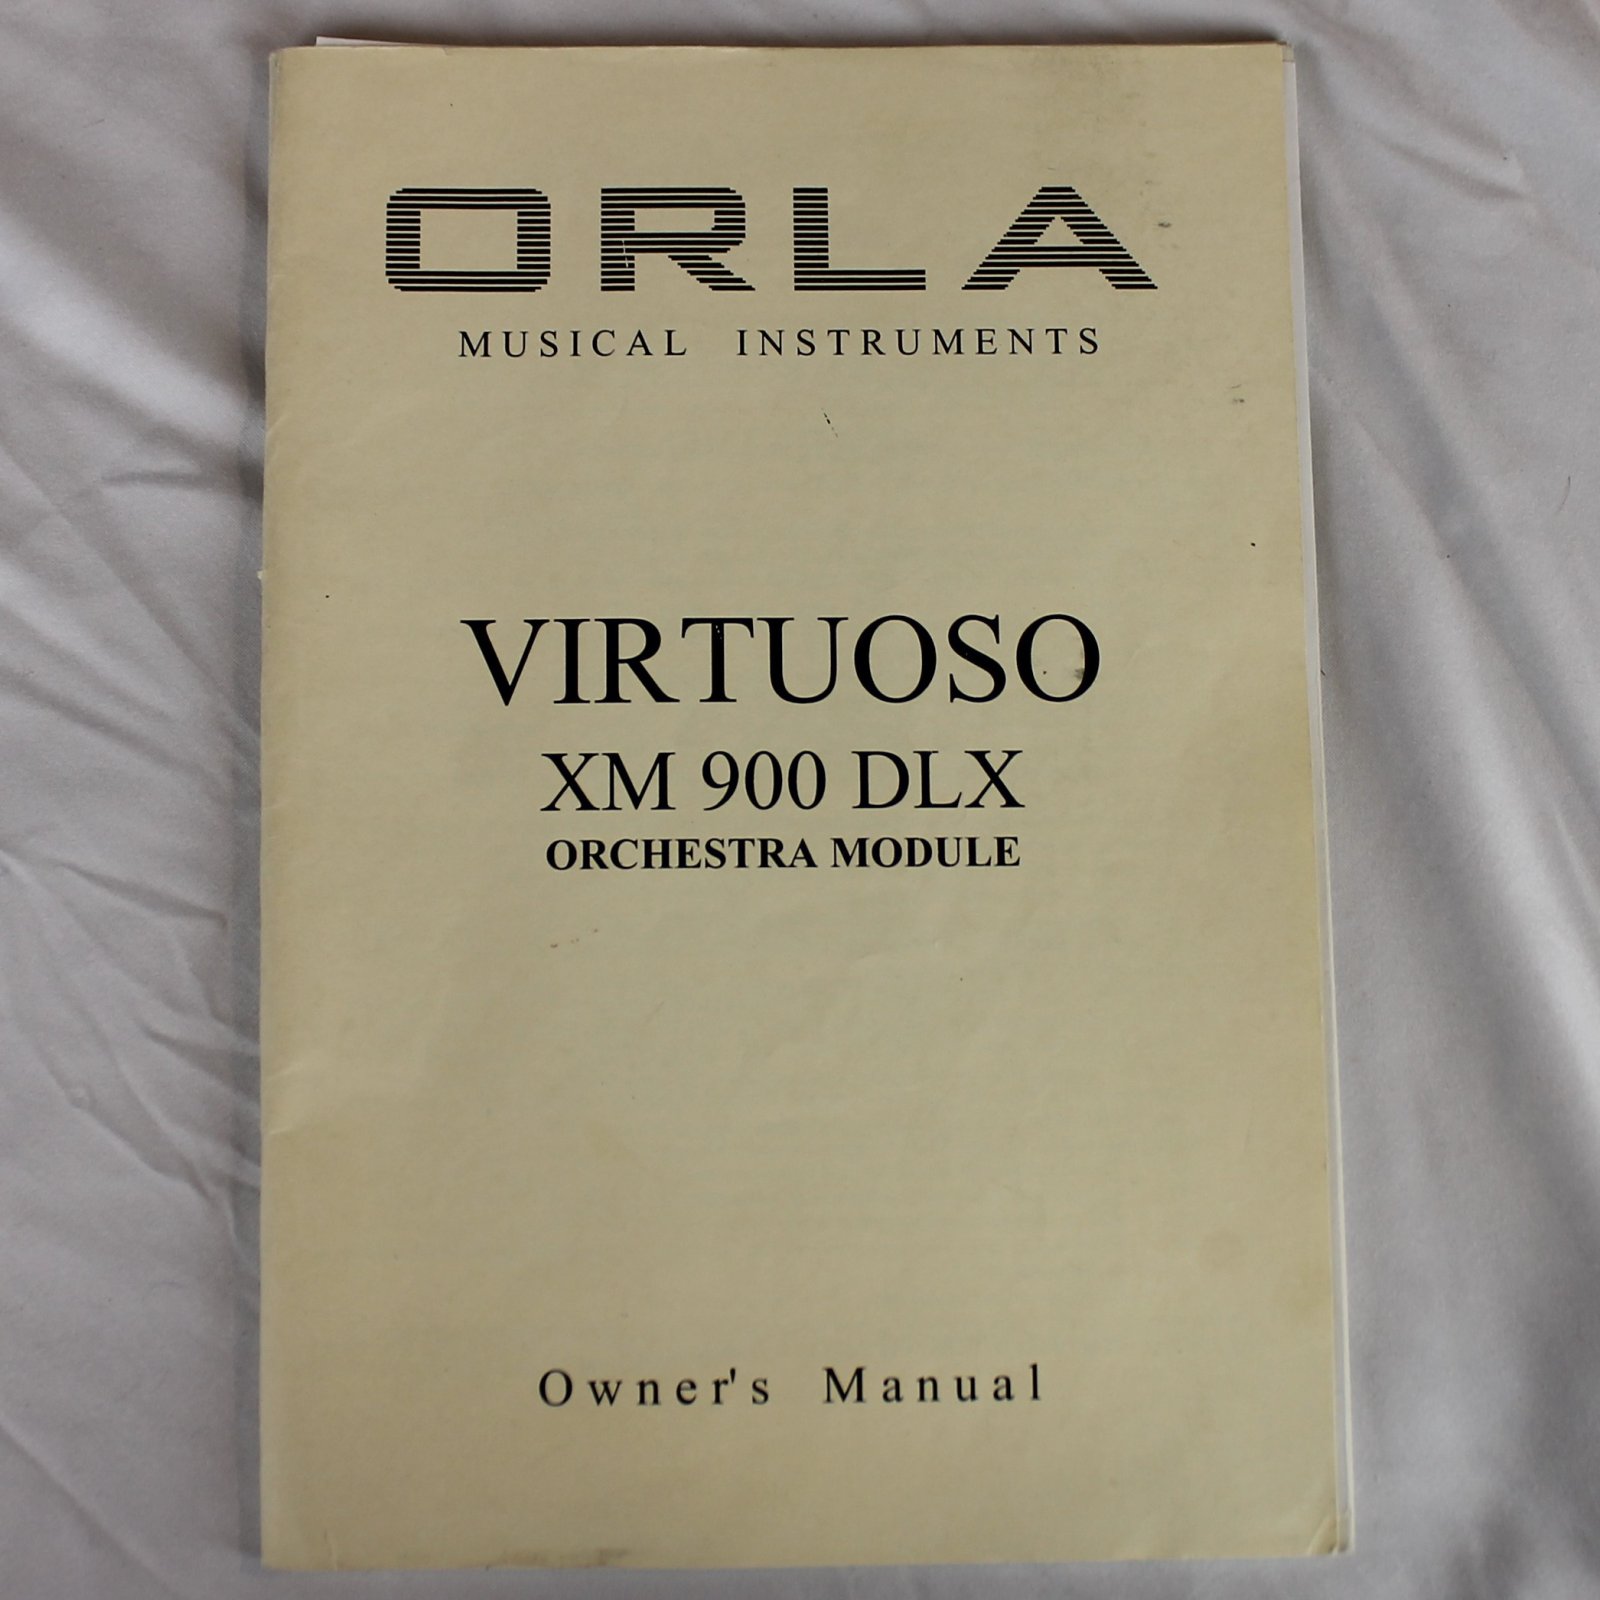 ORLA
MUSICAL INSTRUMENTS
VIRTUOSO
XM 900 DLX
ORCHESTRA MODULE
Owner's Manual